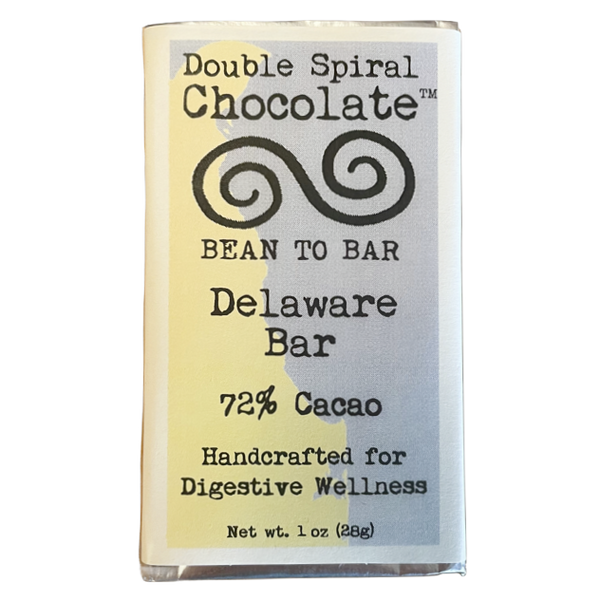 Double Spiral
Chocolate™
BEAN TO BAR
Delaware
Bar
72% Cacao
Handcrafted for
Digestive Wellness
Net wt. 1 oz (28g)